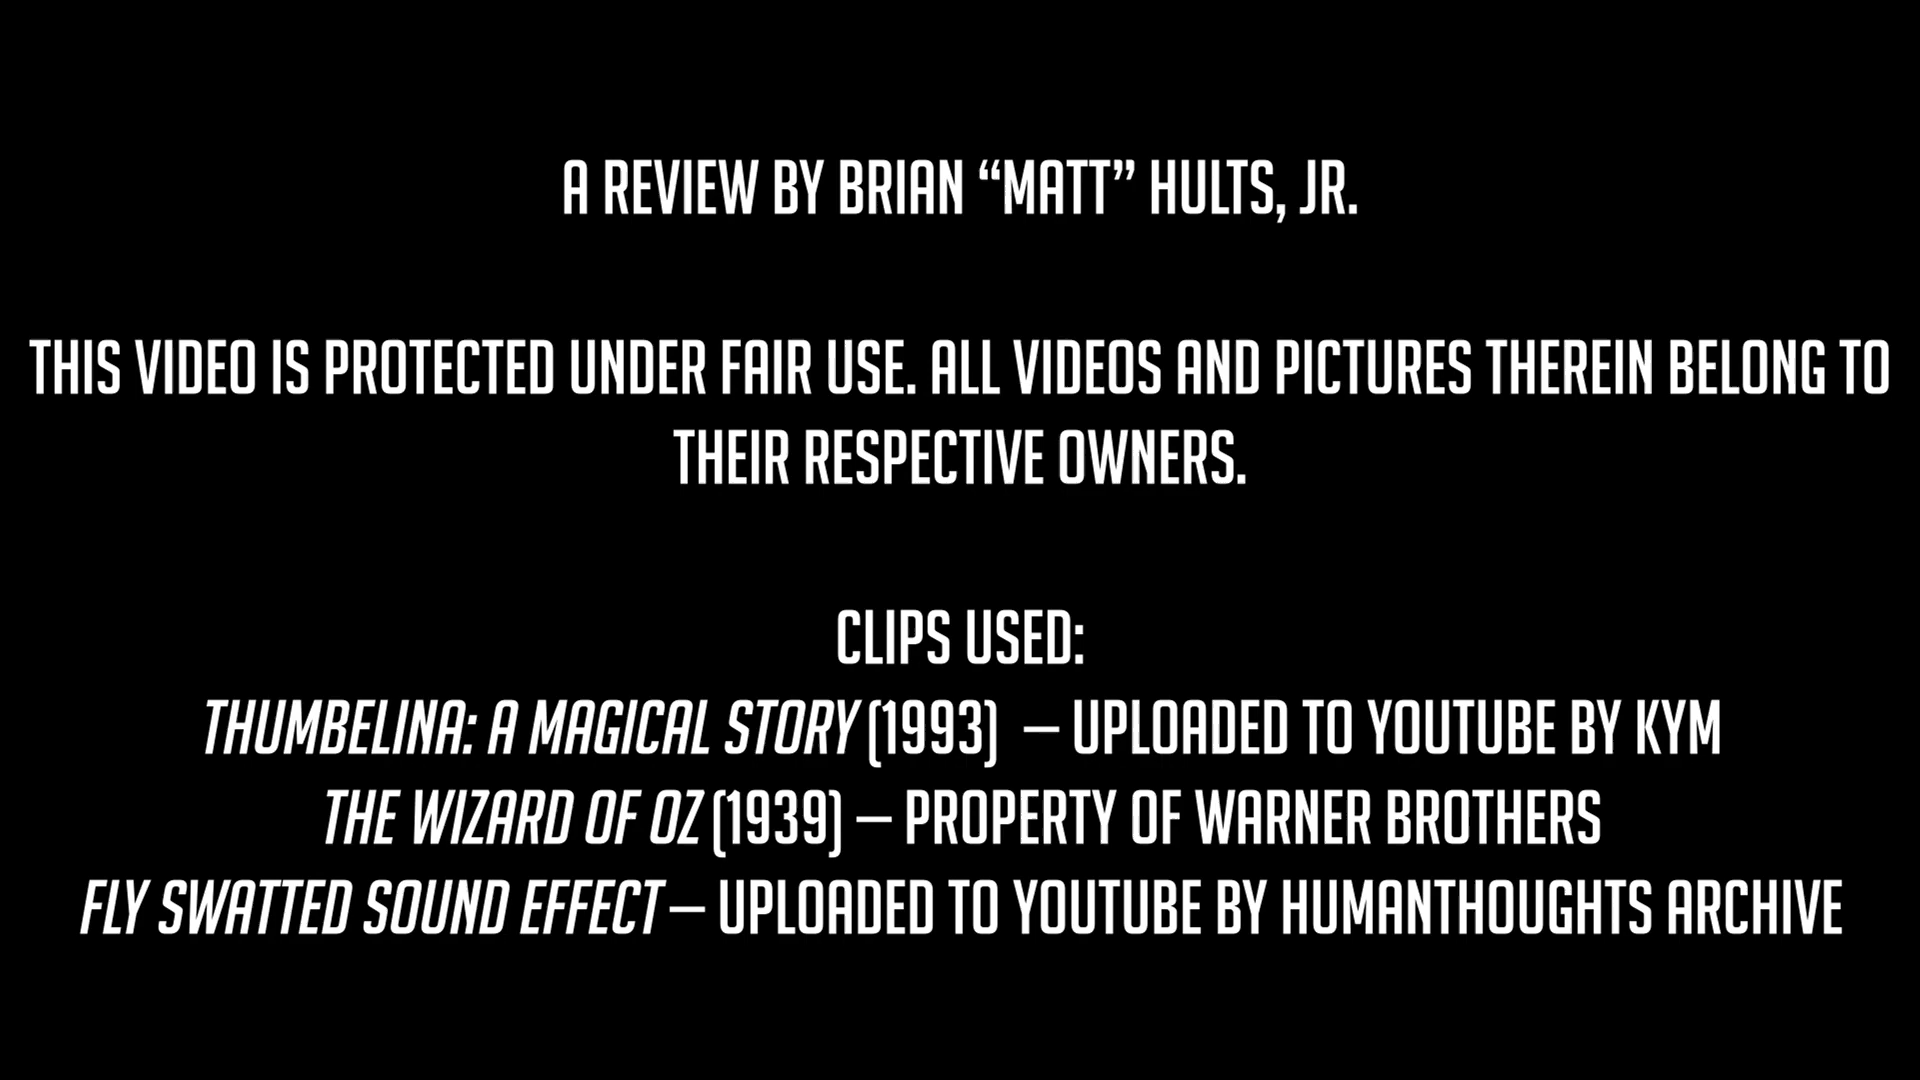 A REVIEW BY BRIAN “MATT” HULTS, JR.
THIS VIDEO IS PROTECTED UNDER FAIR USE. ALL VIDEOS AND PICTURES THEREIN BELONG TO
THEIR RESPECTIVE OWNERS.
CLIPS USED:
THUMBELINA: A MAGICAL STORY (1993) – UPLOADED TO YOUTUBE BY KYM
THE WIZARD OF OZ (1939) – PROPERTY OF WARNER BROTHERS
FLY SWATTED SOUND EFFECT – UPLOADED TO YOUTUBE BY HUMANTHOUGHTS ARCHIVE